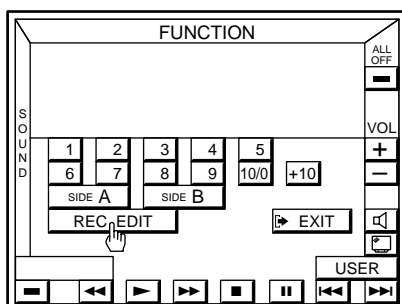 FUNCTION
ALL
OFF
SOUND
VOL
1 2 3 4 5
+
6 7 8 9 10/0 +10
−
SIDE A SIDE B
REC EDIT EXIT
USER